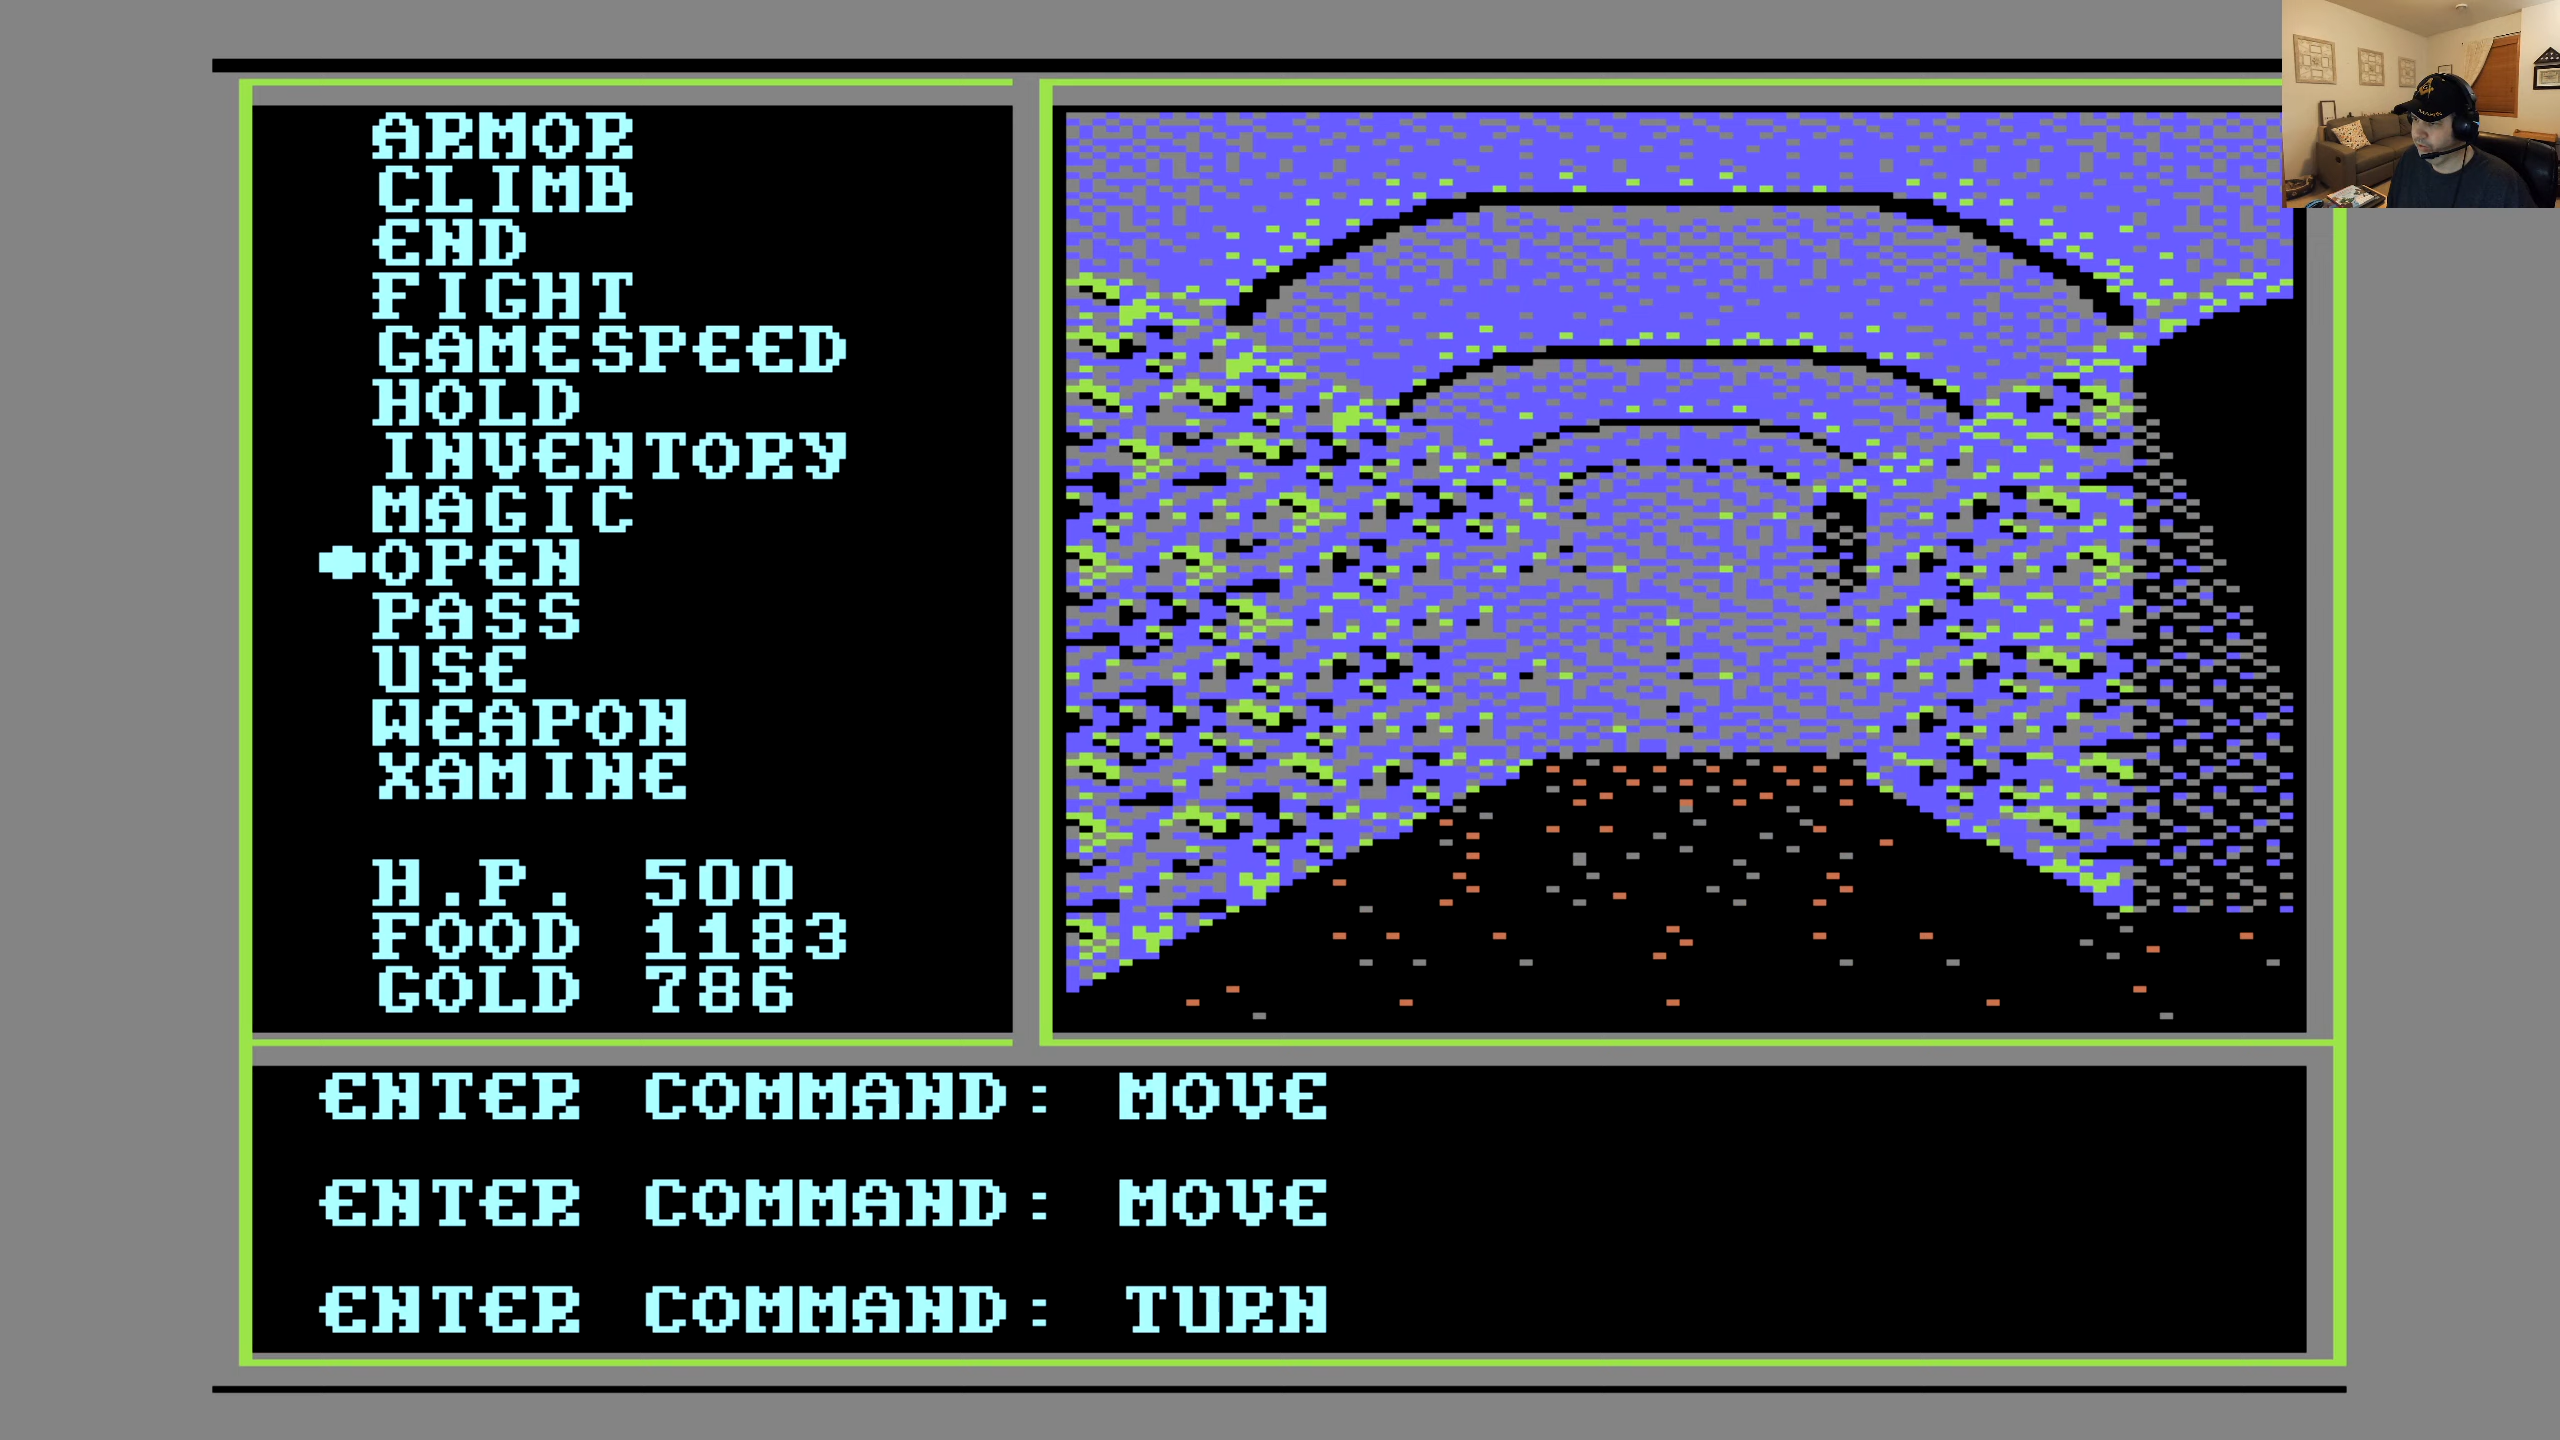 ARMOR
CLIMB
END
FIGHT
GAMESPEED
HOLD
INVENTORY
MAGIC
OPEN
PASS
USE
WEAPON
XAMINE
H.P. 500
FOOD 1183
GOLD 786
ENTER COMMAND: MOVE
ENTER COMMAND: MOVE
ENTER COMMAND: TURN